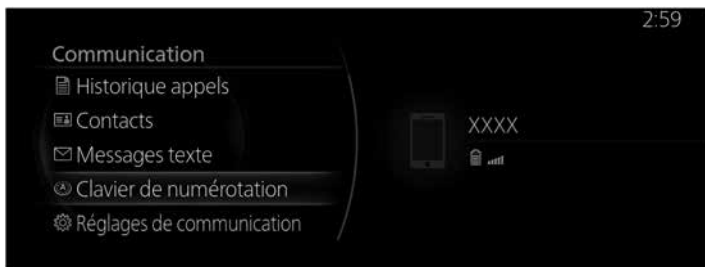 2:59
Communication
Historique appels
Contacts
Messages texte
Clavier de numérotation
Réglages de communication
XXXX